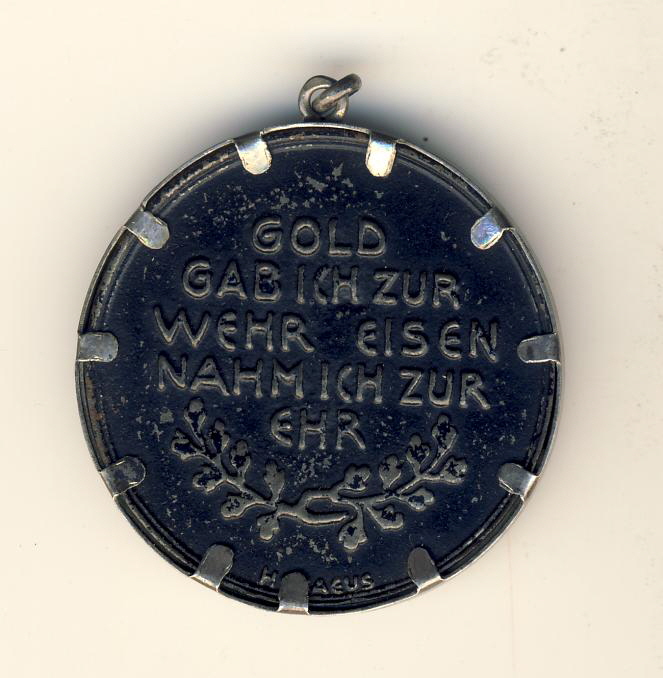 GOLD
GAB ICH ZUR
WEHR EISEN
NAHM ICH ZUR
EHR